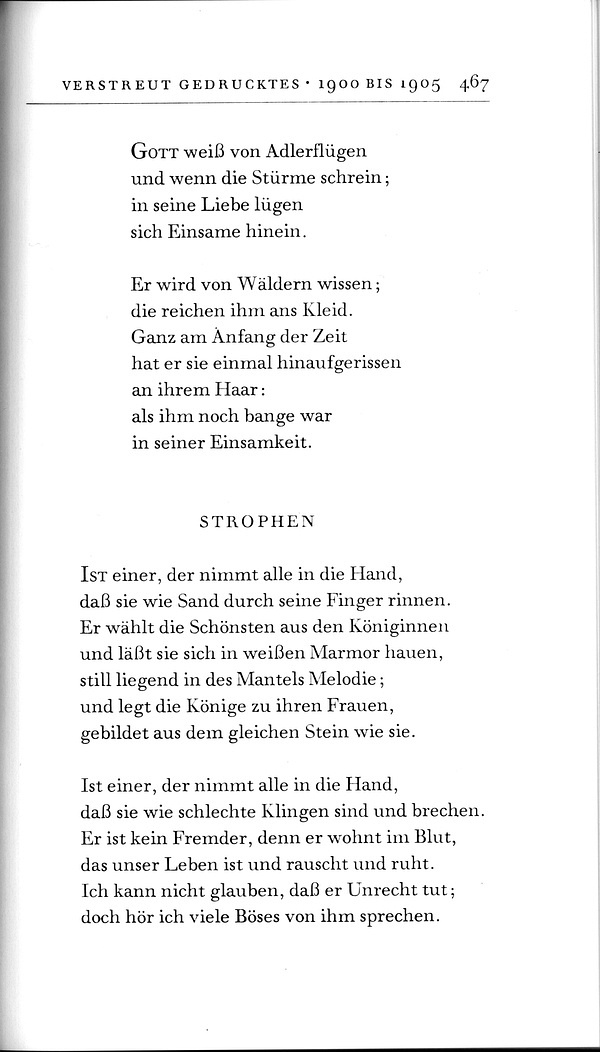 VERSTREUT GEDRUCKTES · 1900 BIS 1905 467
GOTT weiß von Adlerflügen
und wenn die Stürme schrein;
in seine Liebe lügen
sich Einsame hinein.
Er wird von Wäldern wissen;
die reichen ihm ans Kleid.
Ganz am Anfang der Zeit
hat er sie einmal hinaufgerissen
an ihrem Haar:
als ihm noch bange war
in seiner Einsamkeit.
STROPHEN
IST einer, der nimmt alle in die Hand,
daß sie wie Sand durch seine Finger rinnen.
Er wählt die Schönsten aus den Königinnen
und läßt sie sich in weißen Marmor hauen,
still liegend in des Mantels Melodie;
und legt die Könige zu ihren Frauen,
gebildet aus dem gleichen Stein wie sie.
Ist einer, der nimmt alle in die Hand,
daß sie wie schlechte Klingen sind und brechen.
Er ist kein Fremder, denn er wohnt im Blut,
das unser Leben ist und rauscht und ruht.
Ich kann nicht glauben, daß er Unrecht tut;
doch hör ich viele Böses von ihm sprechen.